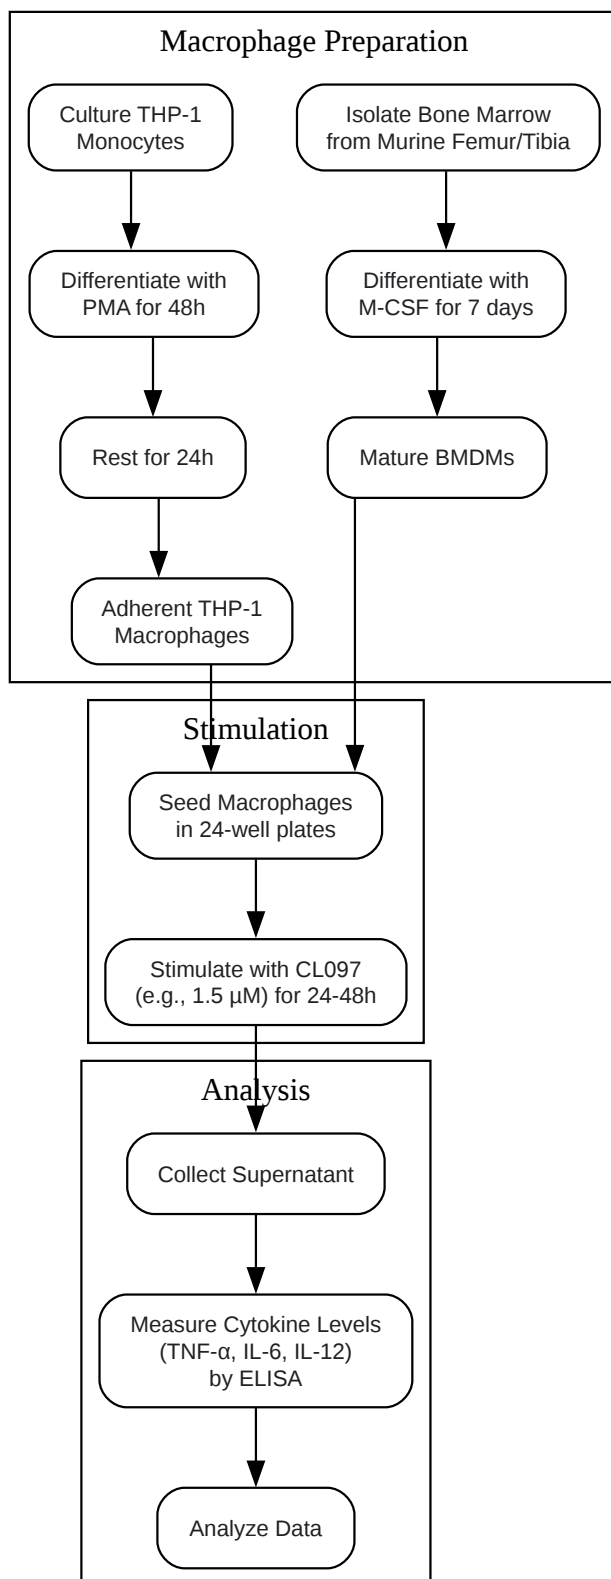 Macrophage Preparation
Culture THP-1
Monocytes
Isolate Bone Marrow
from Murine Femur/Tibia
Differentiate with
PMA for 48h
Differentiate with
M-CSF for 7 days
Rest for 24h
Mature BMDMs
Adherent THP-1
Macrophages
Stimulation
Seed Macrophages
in 24-well plates
Stimulate with CL097
(e.g., 1.5 µM) for 24-48h
Analysis
Collect Supernatant
Measure Cytokine Levels
(TNF-α, IL-6, IL-12)
by ELISA
Analyze Data